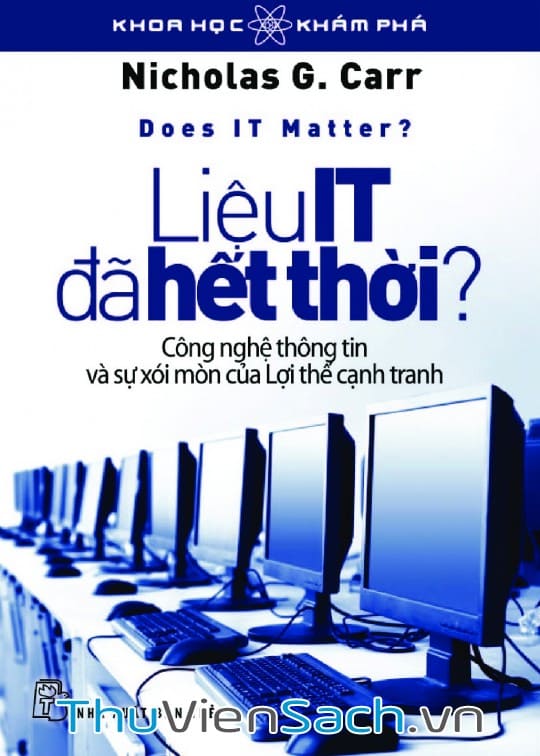 KHOA HỌC KHÁM PHÁ
Nicholas G. Carr
Does IT Matter?
Liệu IT
đã hết thời?
Công nghệ thông tin
và sự xói mòn của Lợi thế cạnh tranh
ThuVienSach.vn